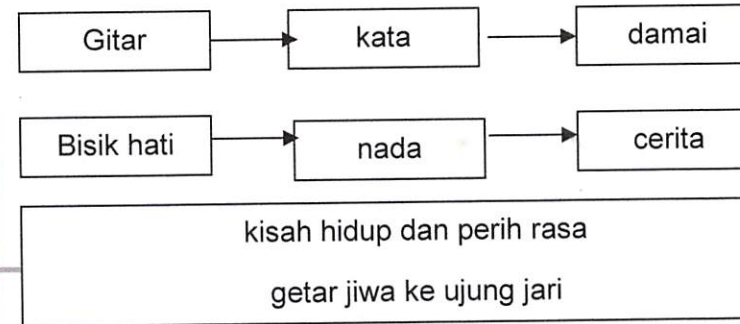 Gitar kata damai
Bisik hati nada cerita
kisah hidup dan perih rasa
getar jiwa ke ujung jari